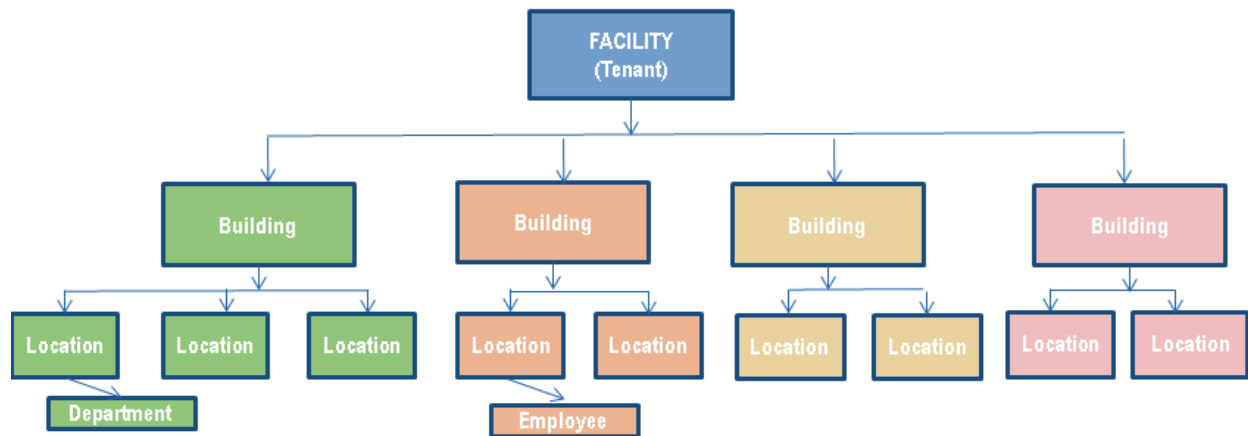 FACILITY
(Tenant)
Building
Building
Building
Building
Location
Location
Location
Location
Location
Location
Location
Location
Location
Department
Employee